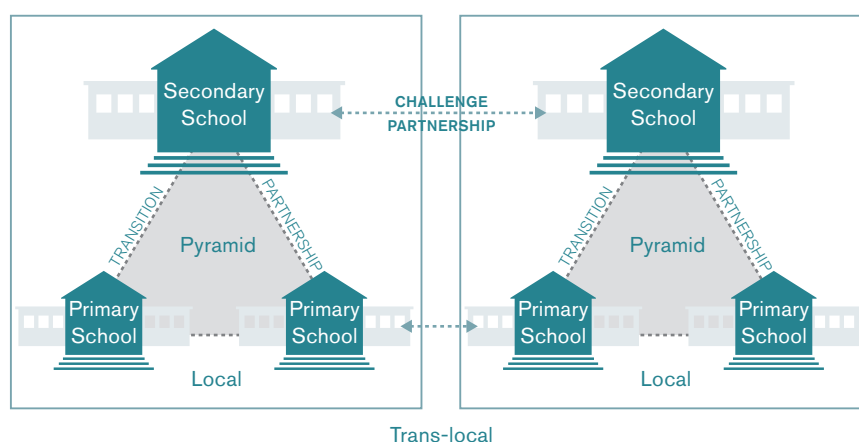 Secondary
School
CHALLENGE
PARTNERSHIP
Secondary
School
TRANSITION
PARTNERSHIP
Pyramid
Primary
School
Primary
School
Local
TRANSITION
PARTNERSHIP
Pyramid
Primary
School
Primary
School
Local
Trans-local